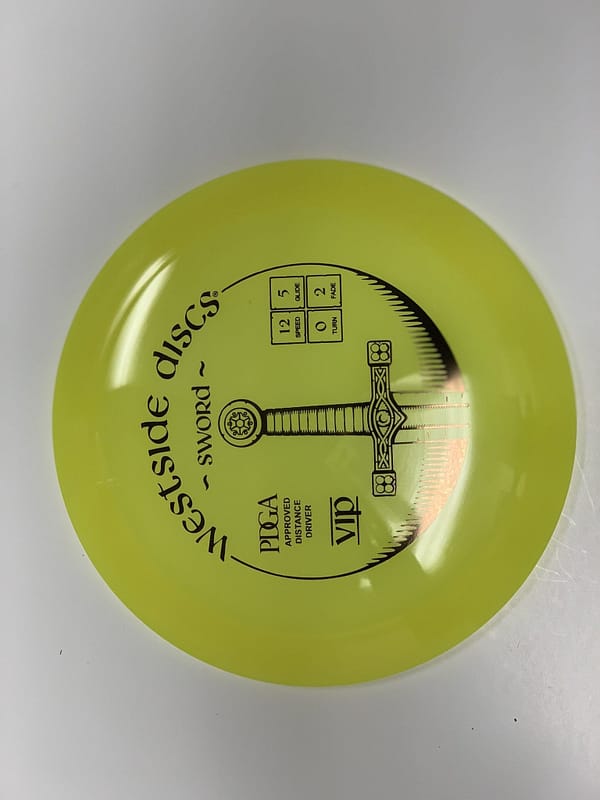 Westside Discs®
~ Sword ~
PDGA
APPROVED
DISTANCE
DRIVER
VIP
12
SPEED
5
GLIDE
0
TURN
2
FADE